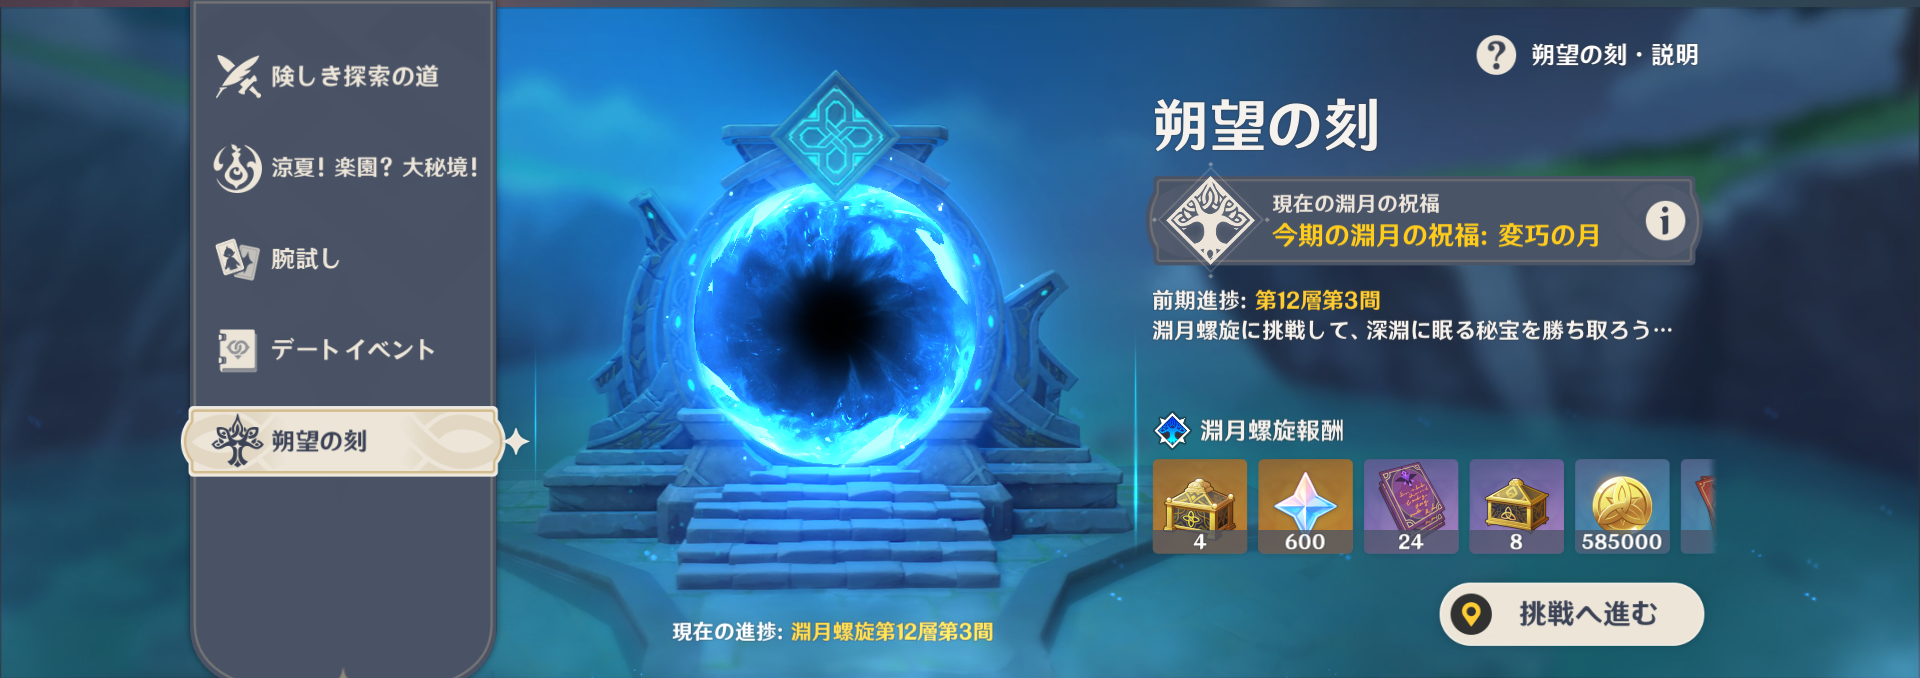 険しき探索の道
涼夏！楽園？大秘境！
腕試し
デートイベント
朔望の刻
現在の進捗: 淵月螺旋第12層第3間
朔望の刻・説明
朔望の刻
現在の淵月の祝福
今期の淵月の祝福: 変巧の月
前期進捗: 第12層第3間
淵月螺旋に挑戦して、深淵に眠る秘宝を勝ち取ろう…
淵月螺旋報酬
4
600
24
8
585000
挑戦へ進む